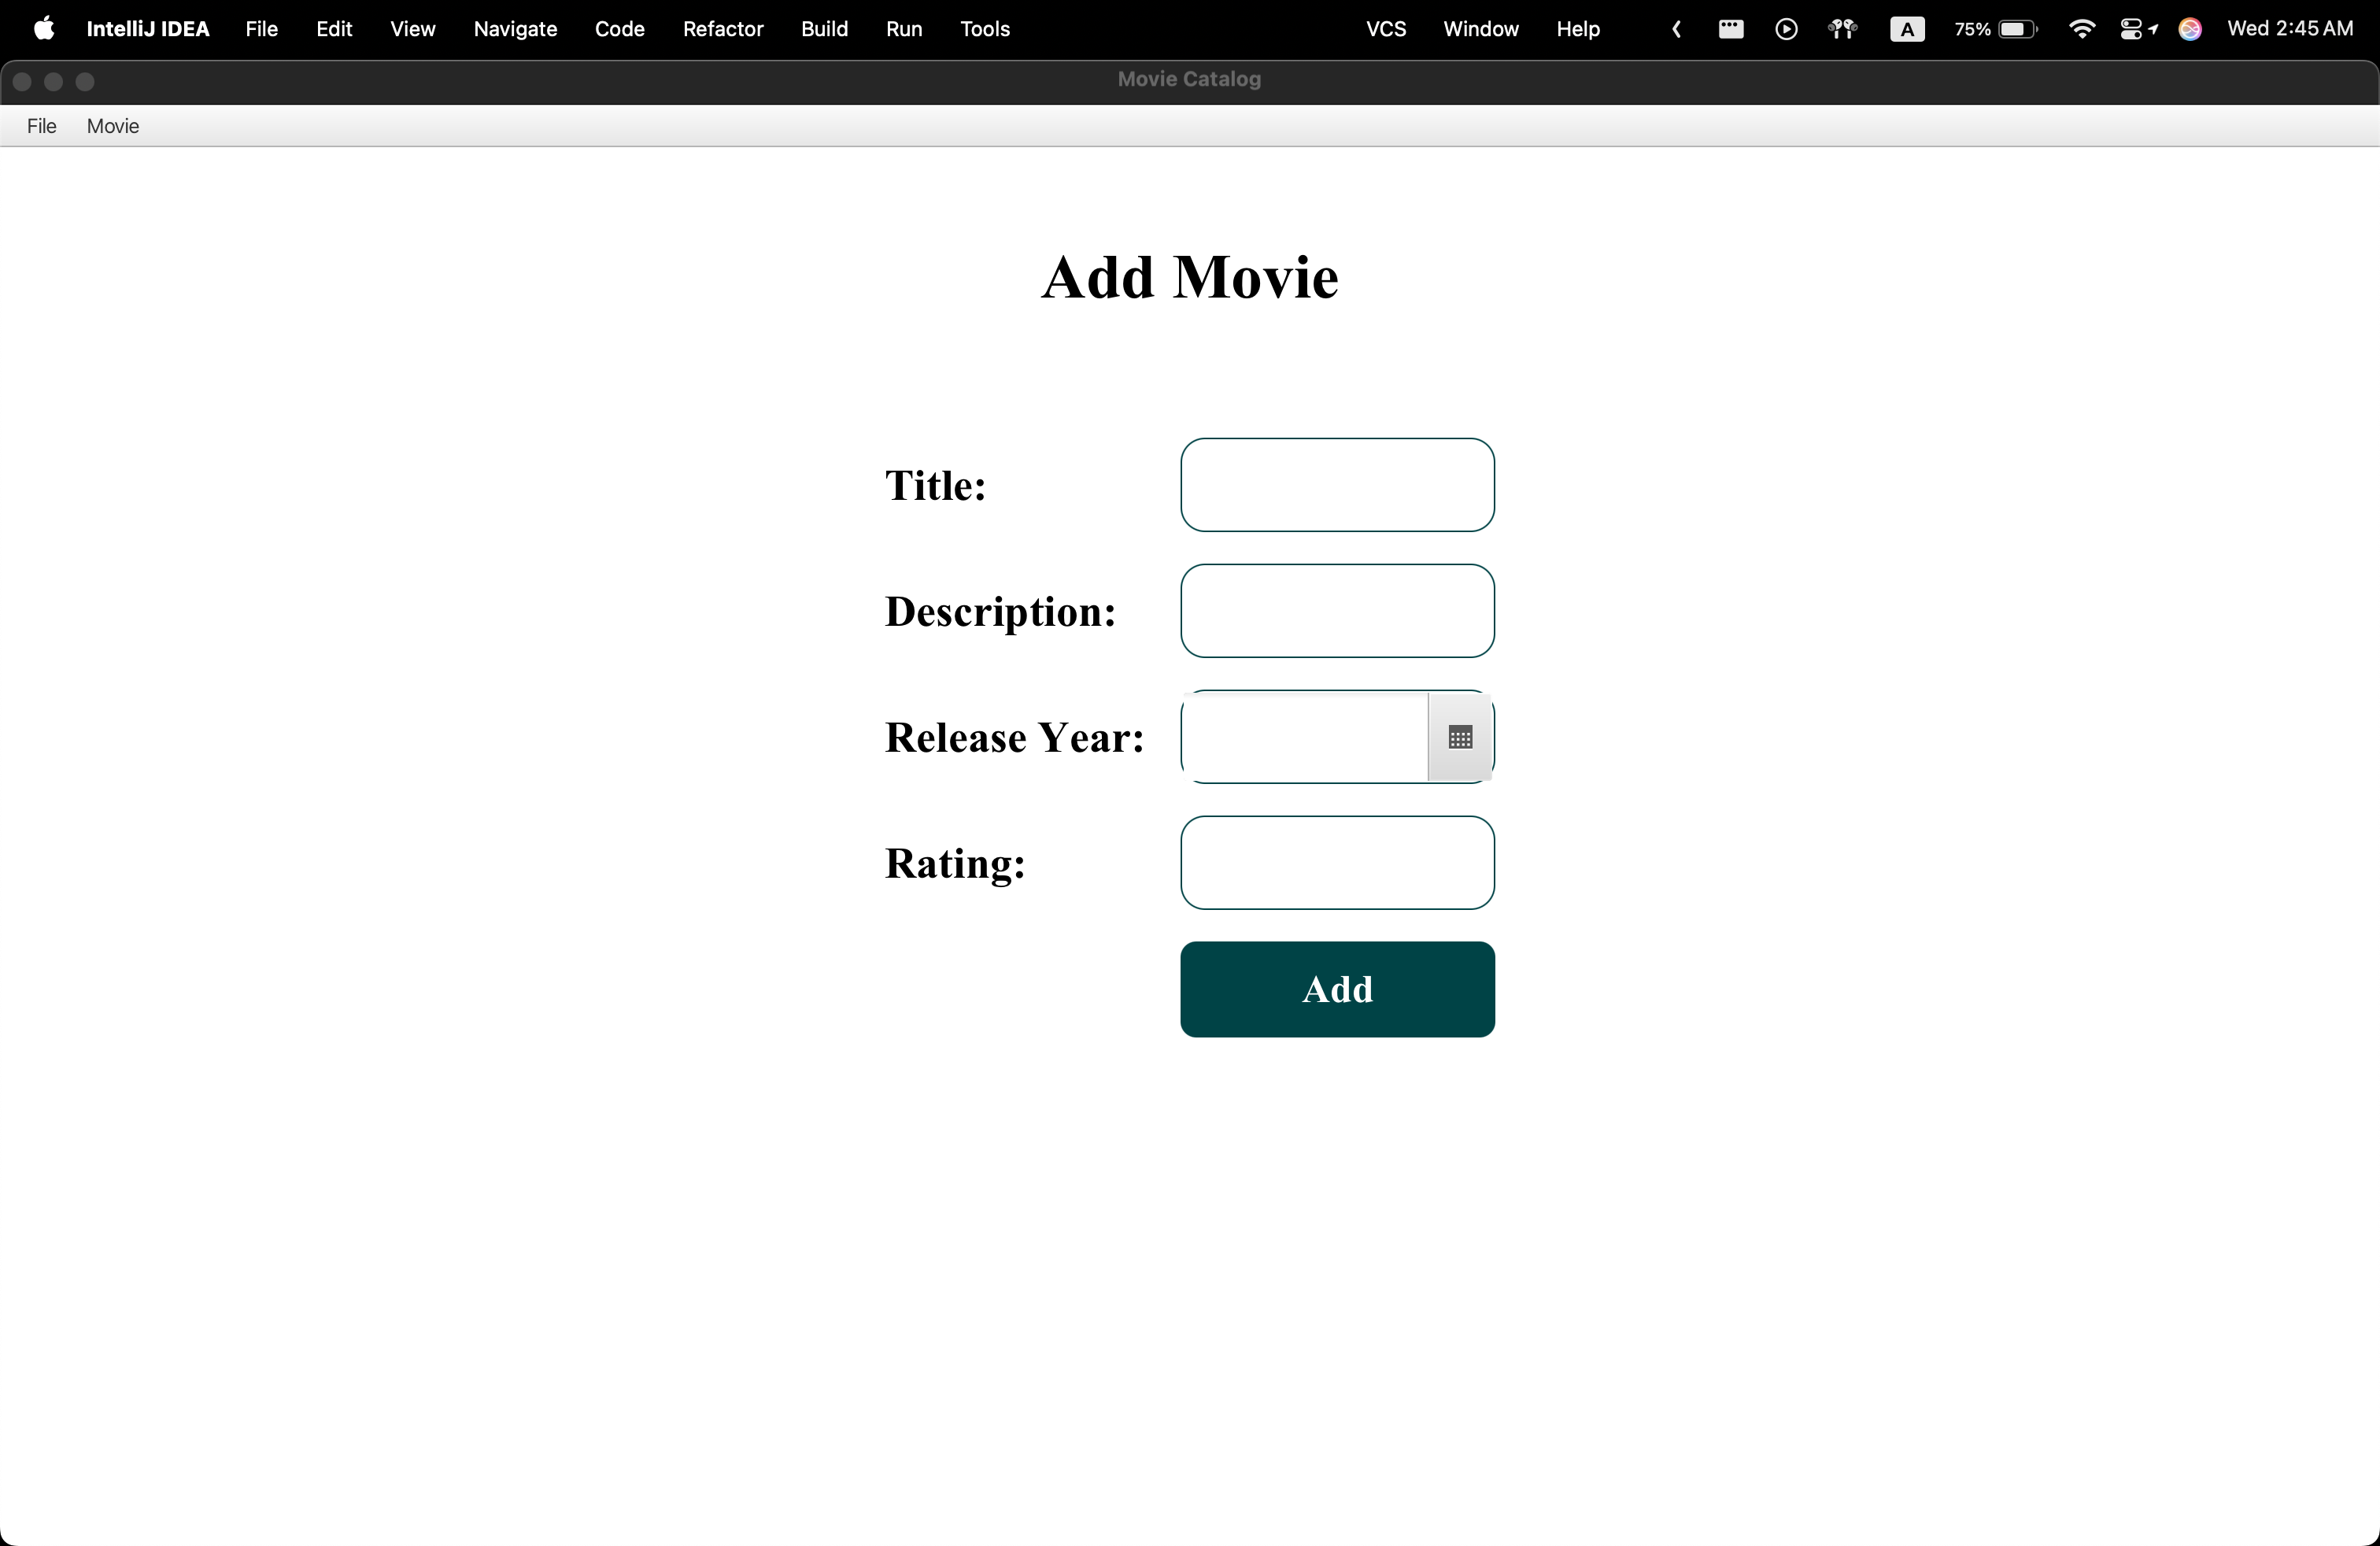 IntelliJ IDEA File Edit View Navigate Code Refactor Build Run Tools VCS Window Help A 75% Wed 2:45 AM
Movie Catalog
File Movie
Add Movie
Title:
Description:
Release Year:
Rating:
Add